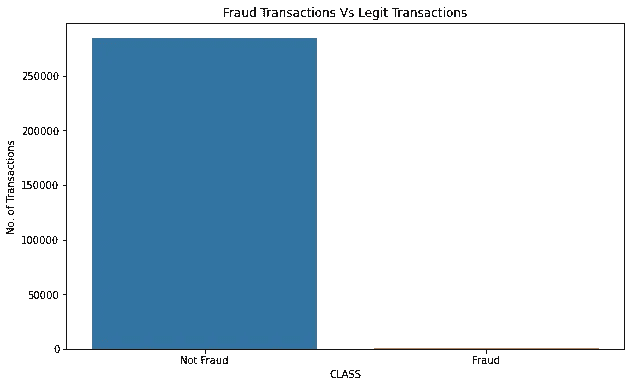 Fraud Transactions Vs Legit Transactions
250000
200000
150000
100000
50000
0
No. of Transactions
Not Fraud
Fraud
CLASS